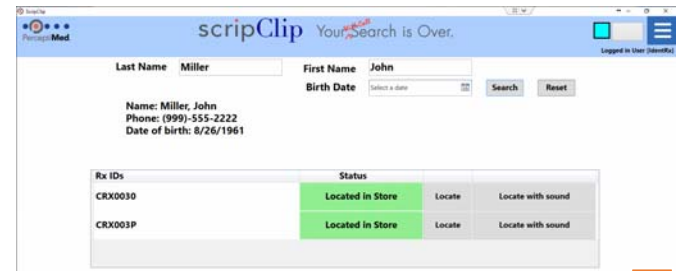 ScripClip
PerceptiMed.
scripClip Your Search is Over.
Logged in User (IdentRx)
Last Name Miller First Name John
Birth Date Select a date Search Reset
Name: Miller, John
Phone: (999)-555-2222
Date of birth: 8/26/1961
Rx IDs Status
CRX0030 Located in Store Locate Locate with sound
CRX003P Located in Store Locate Locate with sound